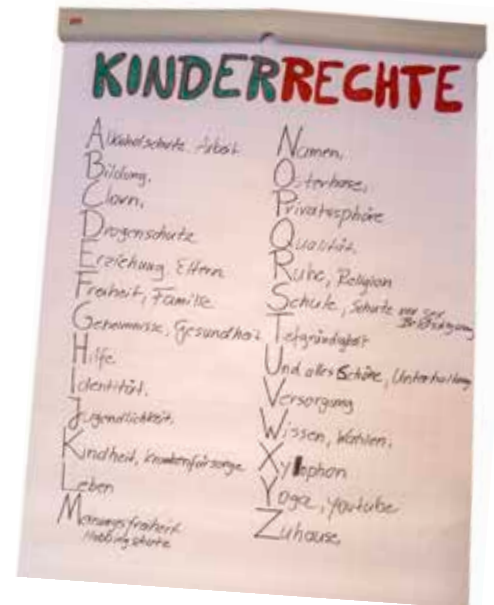 KINDERRECHTE
Alkoholschutz, Arbeit
Bildung,
Clown,
Drogenschutz
Erziehung, Eltern
Freiheit, Familie
Geheimnisse, Gesundheit
Hilfe
Identität,
Jugendlichkeit,
Kindheit, Krankenfürsorge
Leben
Meinungsfreiheit
Mobbingschutz
Namen,
Osterhase,
Privatsphäre
Qualität,
Ruhe, Religion
Schule, Schutz vor sex.
Belästigung
Tiefgründigkeit
Und alles Schöne, Unterhaltung
Versorgung
Wissen, Wahlen,
Xylophon
Yoga, Youtube
Zuhause,